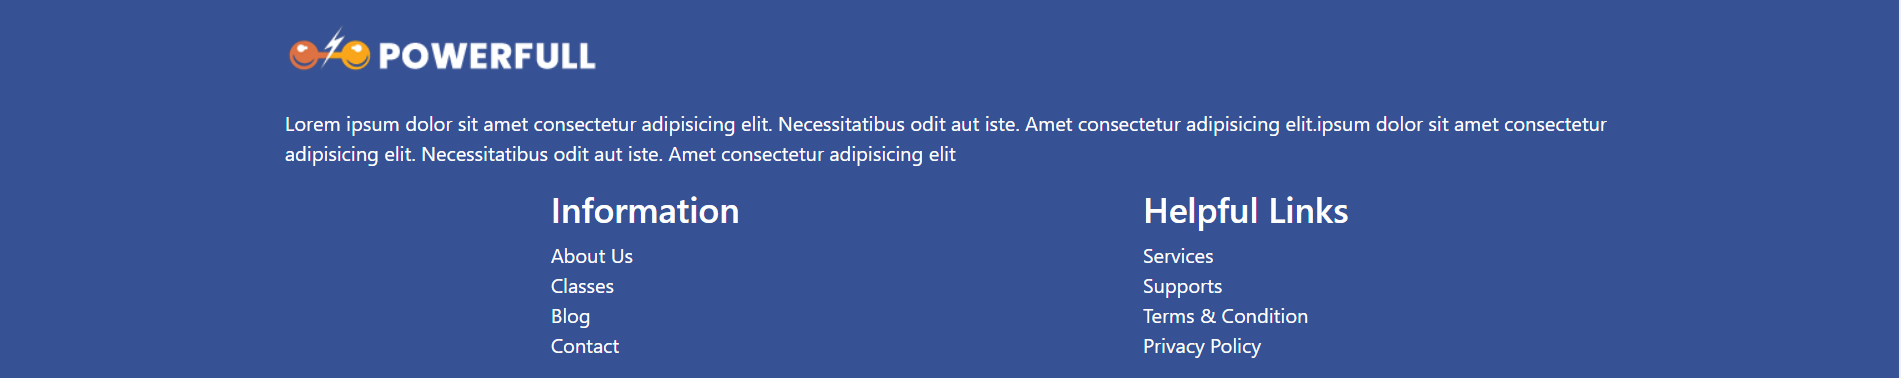 POWERFULL
Lorem ipsum dolor sit amet consectetur adipisicing elit. Necessitatibus odit aut iste. Amet consectetur adipisicing elit.ipsum dolor sit amet consectetur
adipisicing elit. Necessitatibus odit aut iste. Amet consectetur adipisicing elit
Information
About Us
Classes
Blog
Contact
Helpful Links
Services
Supports
Terms & Condition
Privacy Policy